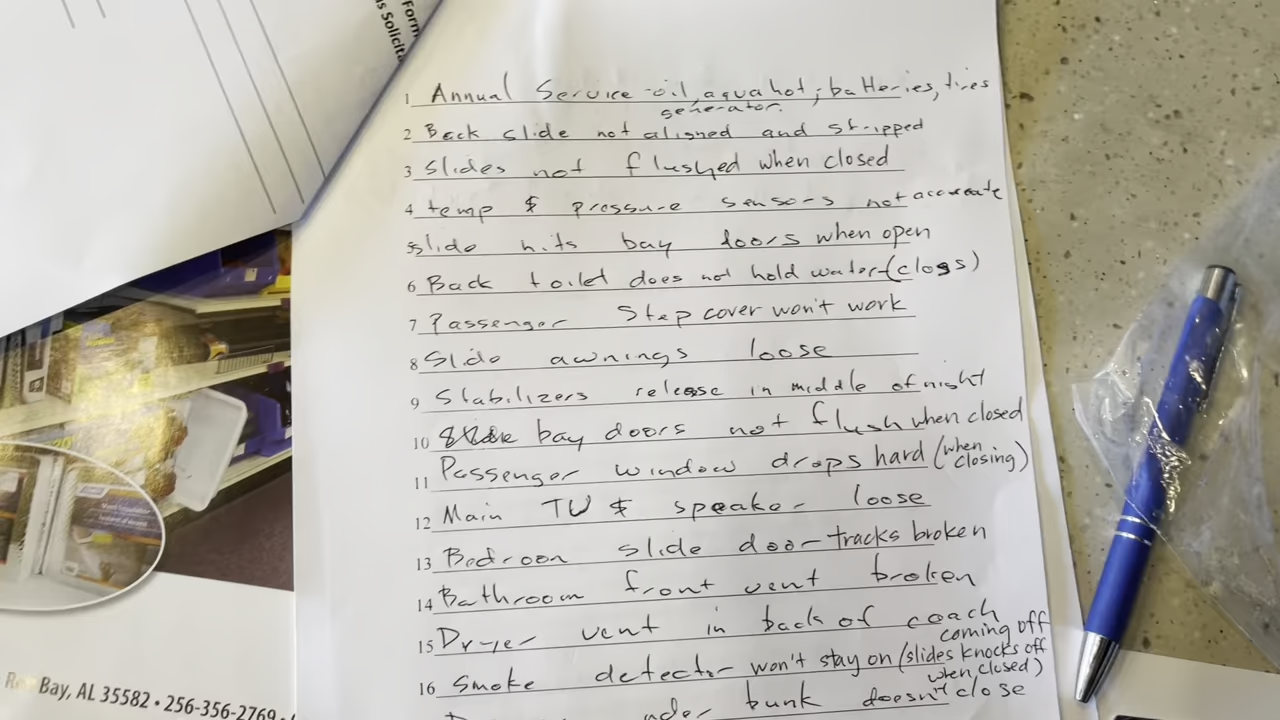 Form
s Solicita
1 Annual Service - oil, aquahot, batteries, tires
generator.
2 Back slide not aligned and stripped
3 slides not flushed when closed
4 temp & pressure sensors not accurate
5 slide hits bay doors when open
6 Back toilet does not hold water (clogs)
7 Passenger step cover won't work
8 Slide awnings loose
9 Stabilizers release in middle of night
10 bay doors not flush when closed
11 Passenger window drops hard (when closing)
12 Main TV & speaker loose
13 Bedroom slide door tracks broken
14 Bathroom front vent broken
15 Dryer vent in back of coach
coming off
16 Smoke detector won't stay on (slides knocks off
when closed)
under bunk doesn't close
Bay, AL 35582 • 256-356-2769 •